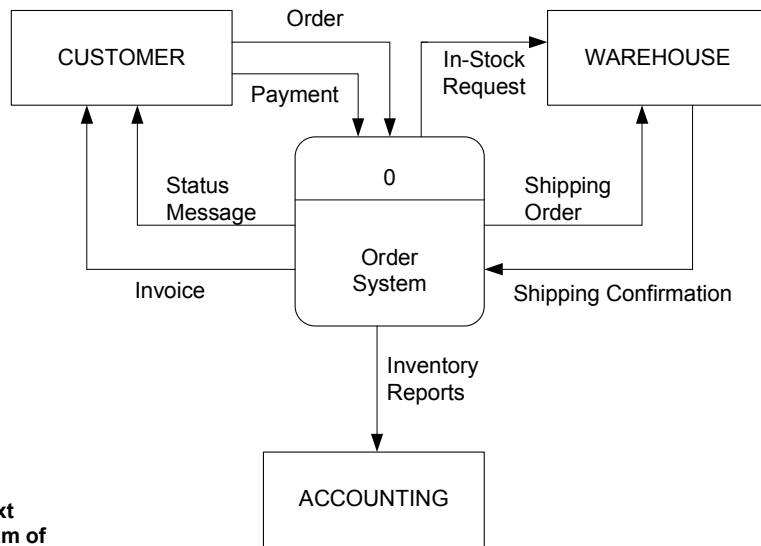 Order
CUSTOMER
In-Stock
Request
WAREHOUSE
Payment
0
Status
Message
Shipping
Order
Order
System
Invoice
Shipping Confirmation
Inventory
Reports
ACCOUNTING